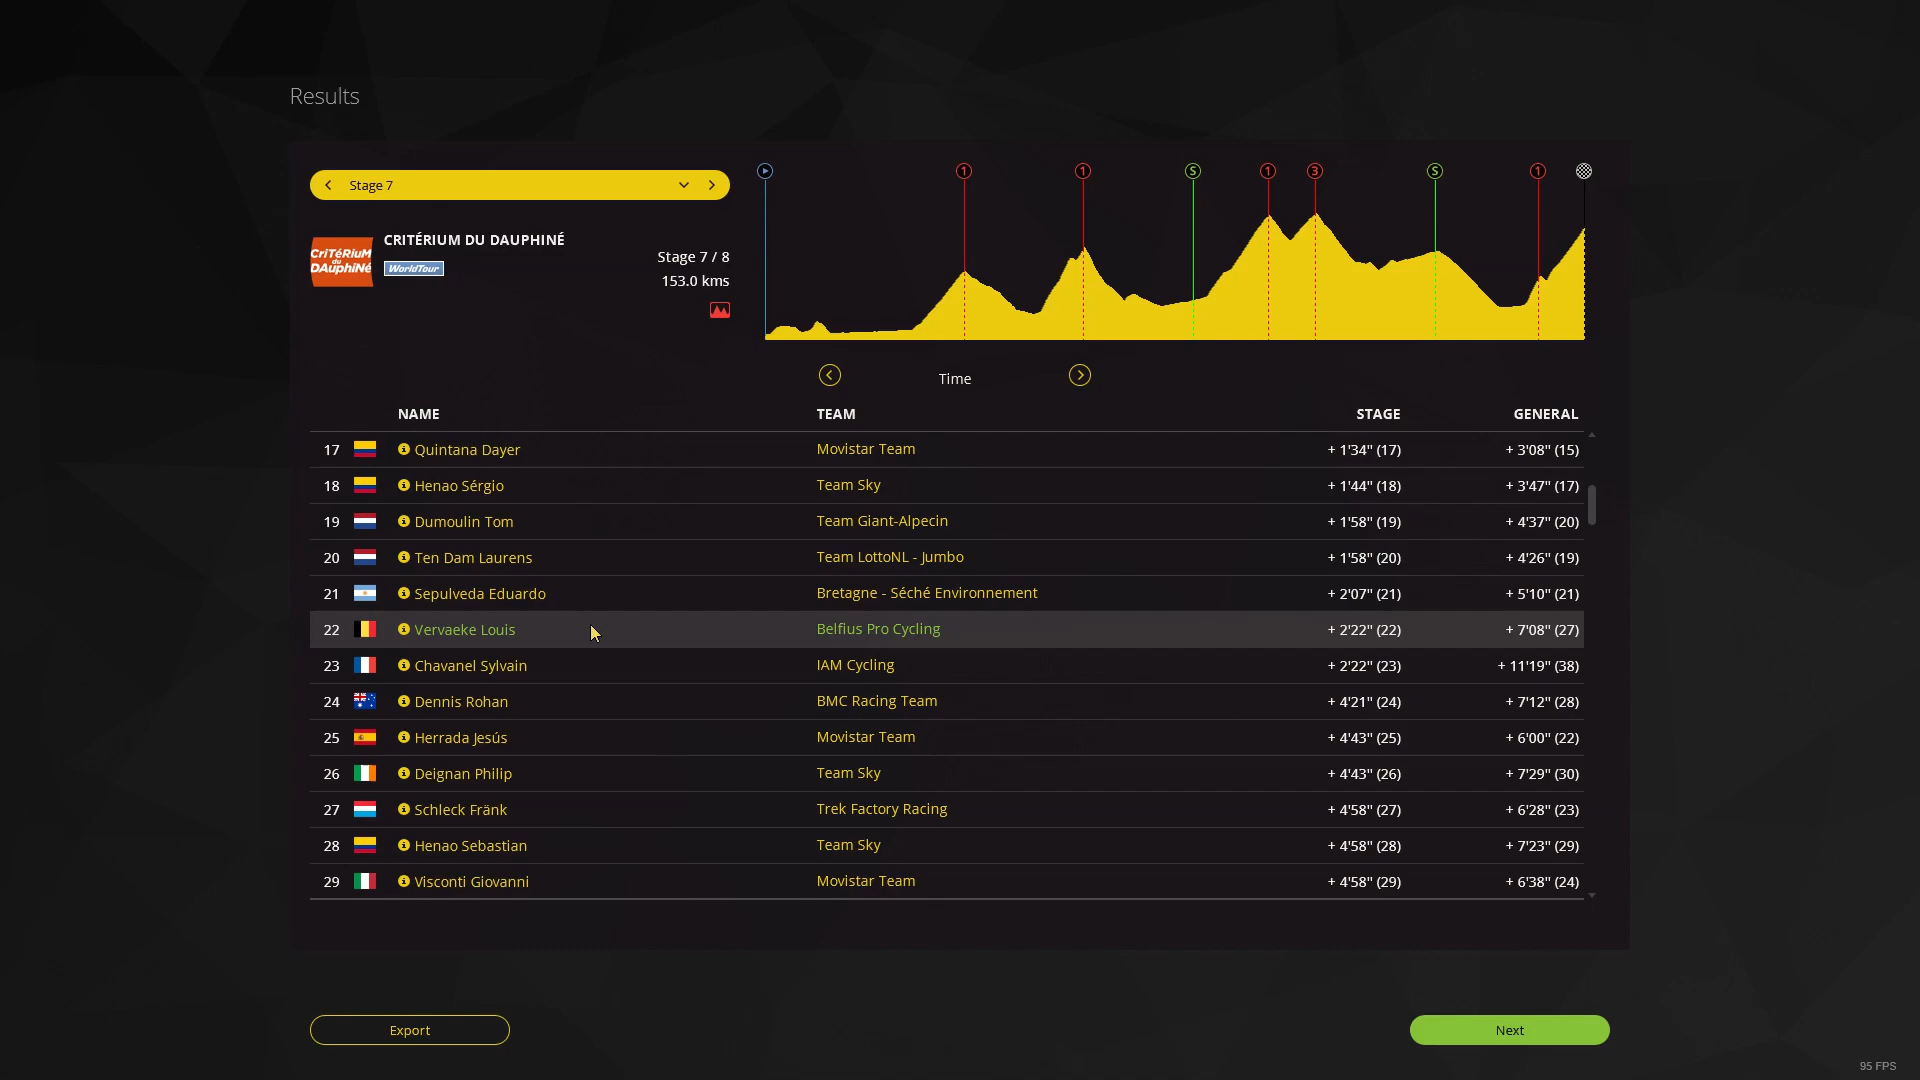 Results
Stage 7
CRITÉRIUM DU DAUPHINÉ
WorldTour
CriTéRiuM
du
DAuphiNé
Stage 7 / 8
153.0 kms
1 1 S 1 3 S 1
Time
NAME TEAM STAGE GENERAL
17 Quintana Dayer Movistar Team + 1'34" (17) + 3'08" (15)
18 Henao Sérgio Team Sky + 1'44" (18) + 3'47" (17)
19 Dumoulin Tom Team Giant-Alpecin + 1'58" (19) + 4'37" (20)
20 Ten Dam Laurens Team LottoNL - Jumbo + 1'58" (20) + 4'26" (19)
21 Sepulveda Eduardo Bretagne - Séché Environnement + 2'07" (21) + 5'10" (21)
22 Vervaeke Louis Belfius Pro Cycling + 2'22" (22) + 7'08" (27)
23 Chavanel Sylvain IAM Cycling + 2'22" (23) + 11'19" (38)
24 Dennis Rohan BMC Racing Team + 4'21" (24) + 7'12" (28)
25 Herrada Jesús Movistar Team + 4'43" (25) + 6'00" (22)
26 Deignan Philip Team Sky + 4'43" (26) + 7'29" (30)
27 Schleck Fränk Trek Factory Racing + 4'58" (27) + 6'28" (23)
28 Henao Sebastian Team Sky + 4'58" (28) + 7'23" (29)
29 Visconti Giovanni Movistar Team + 4'58" (29) + 6'38" (24)
Export
Next
95 FPS